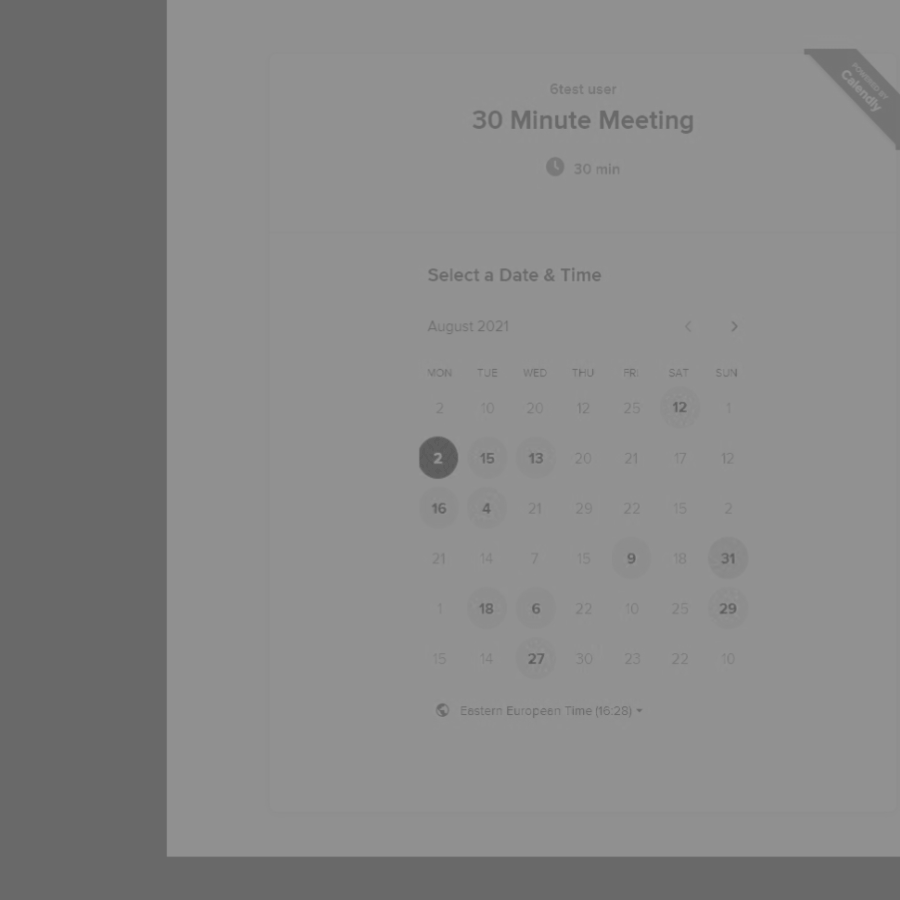 POWERED BY
Calendly
6test user
30 Minute Meeting
30 min
Select a Date & Time
August 2021
MON TUE WED THU FRI SAT SUN
2 10 20 12 25 12 1
2 15 13 20 21 17 12
16 4 21 29 22 15 2
21 14 7 15 9 18 31
1 18 6 22 10 25 29
15 14 27 30 23 22 10
Eastern European Time (16:28)